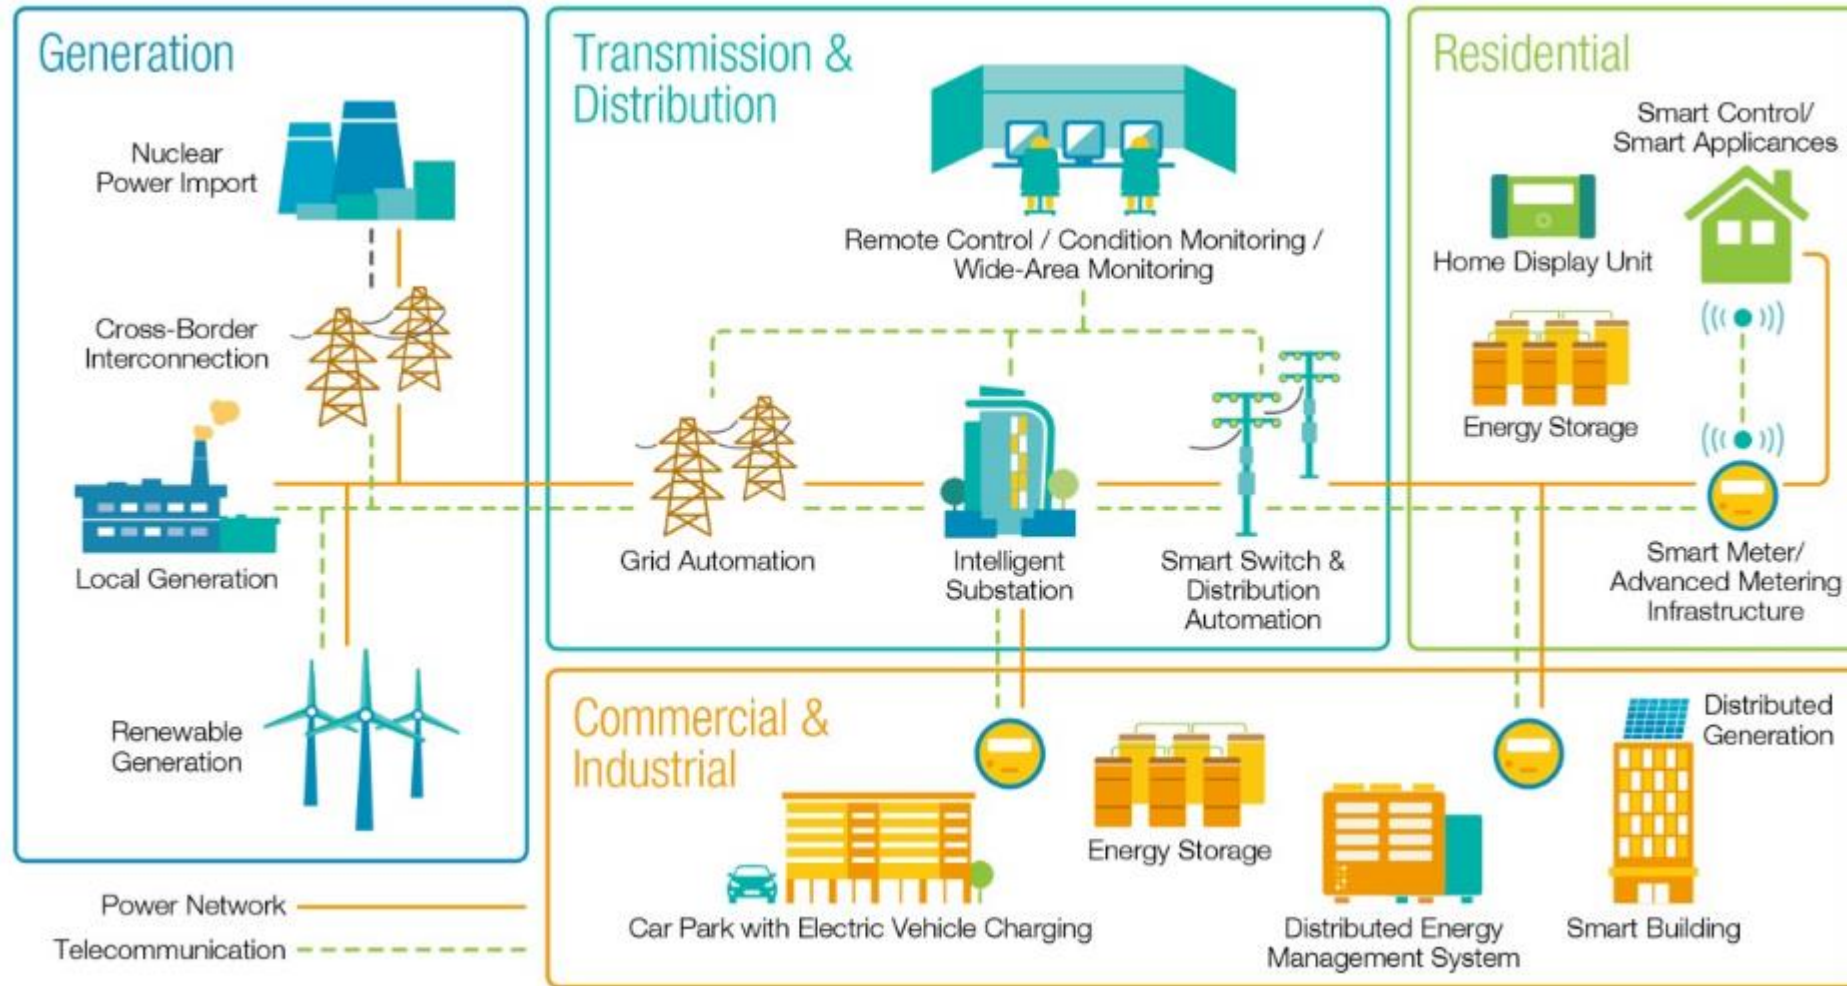 Generation
Nuclear
Power Import
Cross-Border
Interconnection
Local Generation
Renewable
Generation
Power Network
Telecommunication
Transmission &
Distribution
Remote Control / Condition Monitoring /
Wide-Area Monitoring
Grid Automation
Intelligent
Substation
Smart Switch &
Distribution
Automation
Residential
Smart Control/
Smart Applicances
Home Display Unit
Energy Storage
Smart Meter/
Advanced Metering
Infrastructure
Commercial &
Industrial
Car Park with Electric Vehicle Charging
Energy Storage
Distributed Energy
Management System
Distributed
Generation
Smart Building